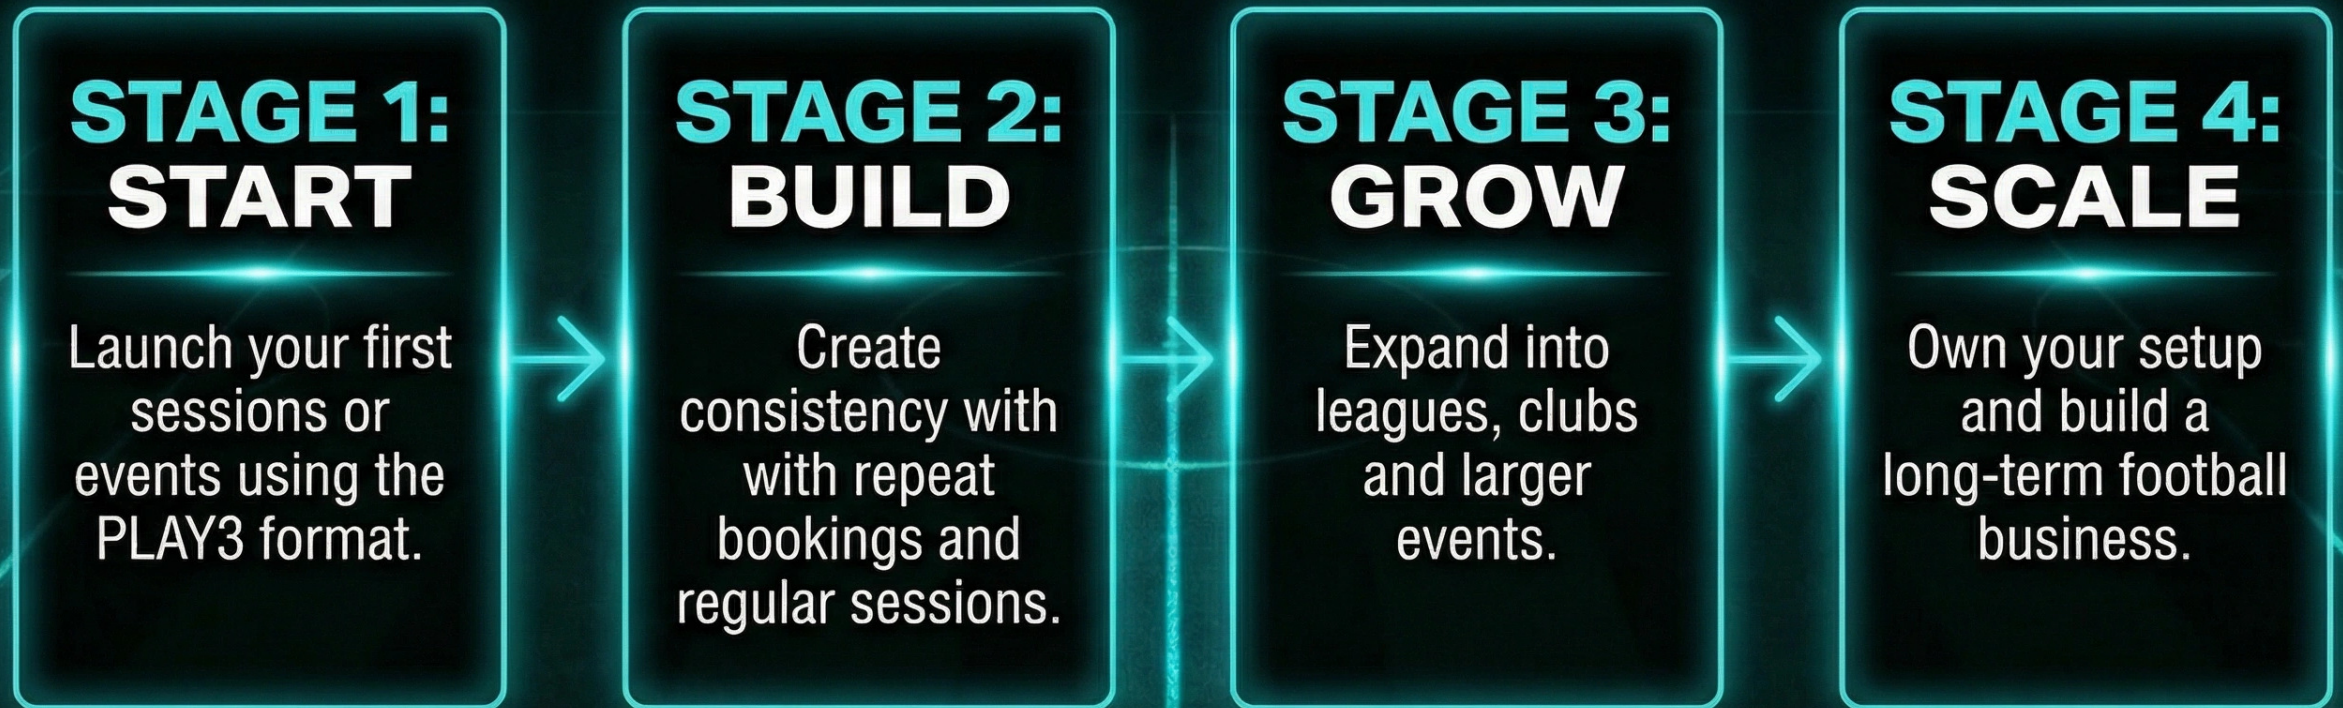 STAGE 1:
START
Launch your first
sessions or
events using the
PLAY3 format.
STAGE 2:
BUILD
Create
consistency with
with repeat
bookings and
regular sessions.
STAGE 3:
GROW
Expand into
leagues, clubs
and larger
events.
STAGE 4:
SCALE
Own your setup
and build a
long-term football
business.